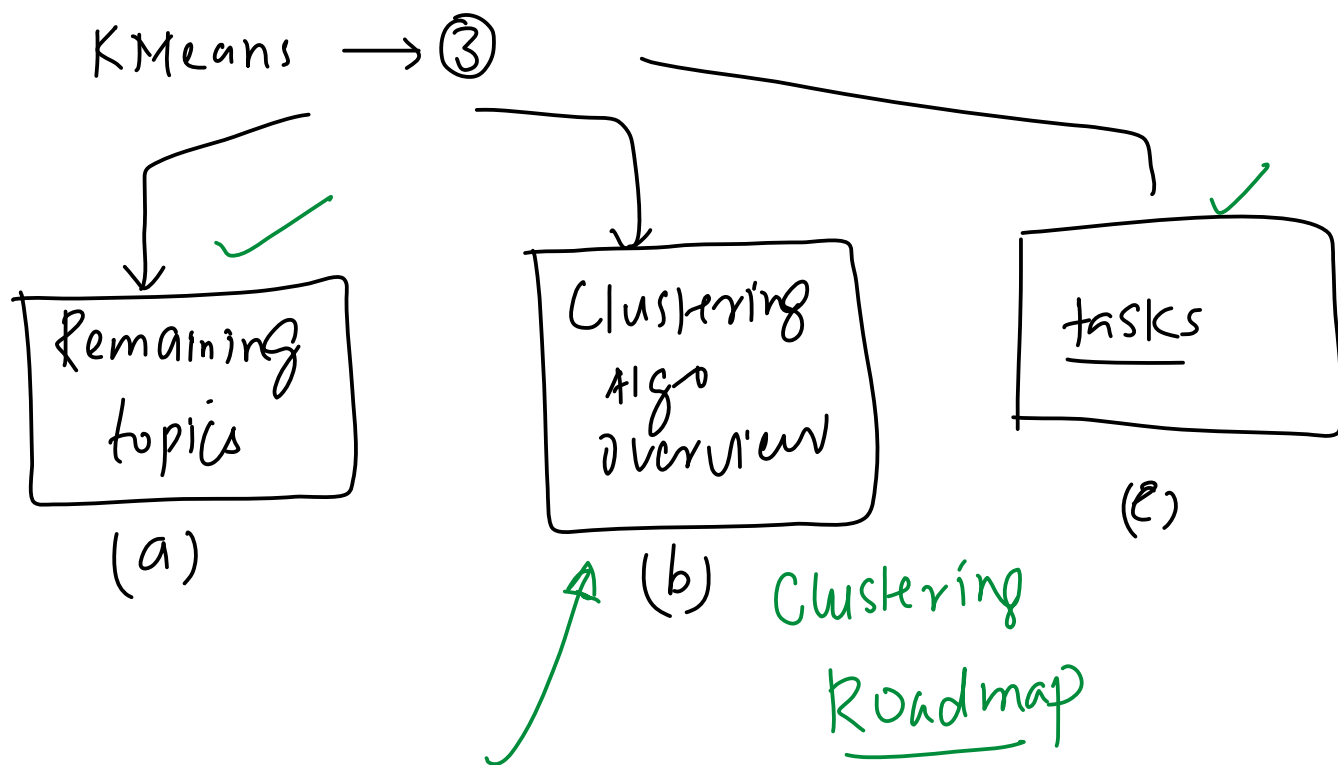 KMeans → ③
Remaining
topics
(a)
Clustering
Algo
overview
(b)
tasks
(c)
Clustering
Roadmap